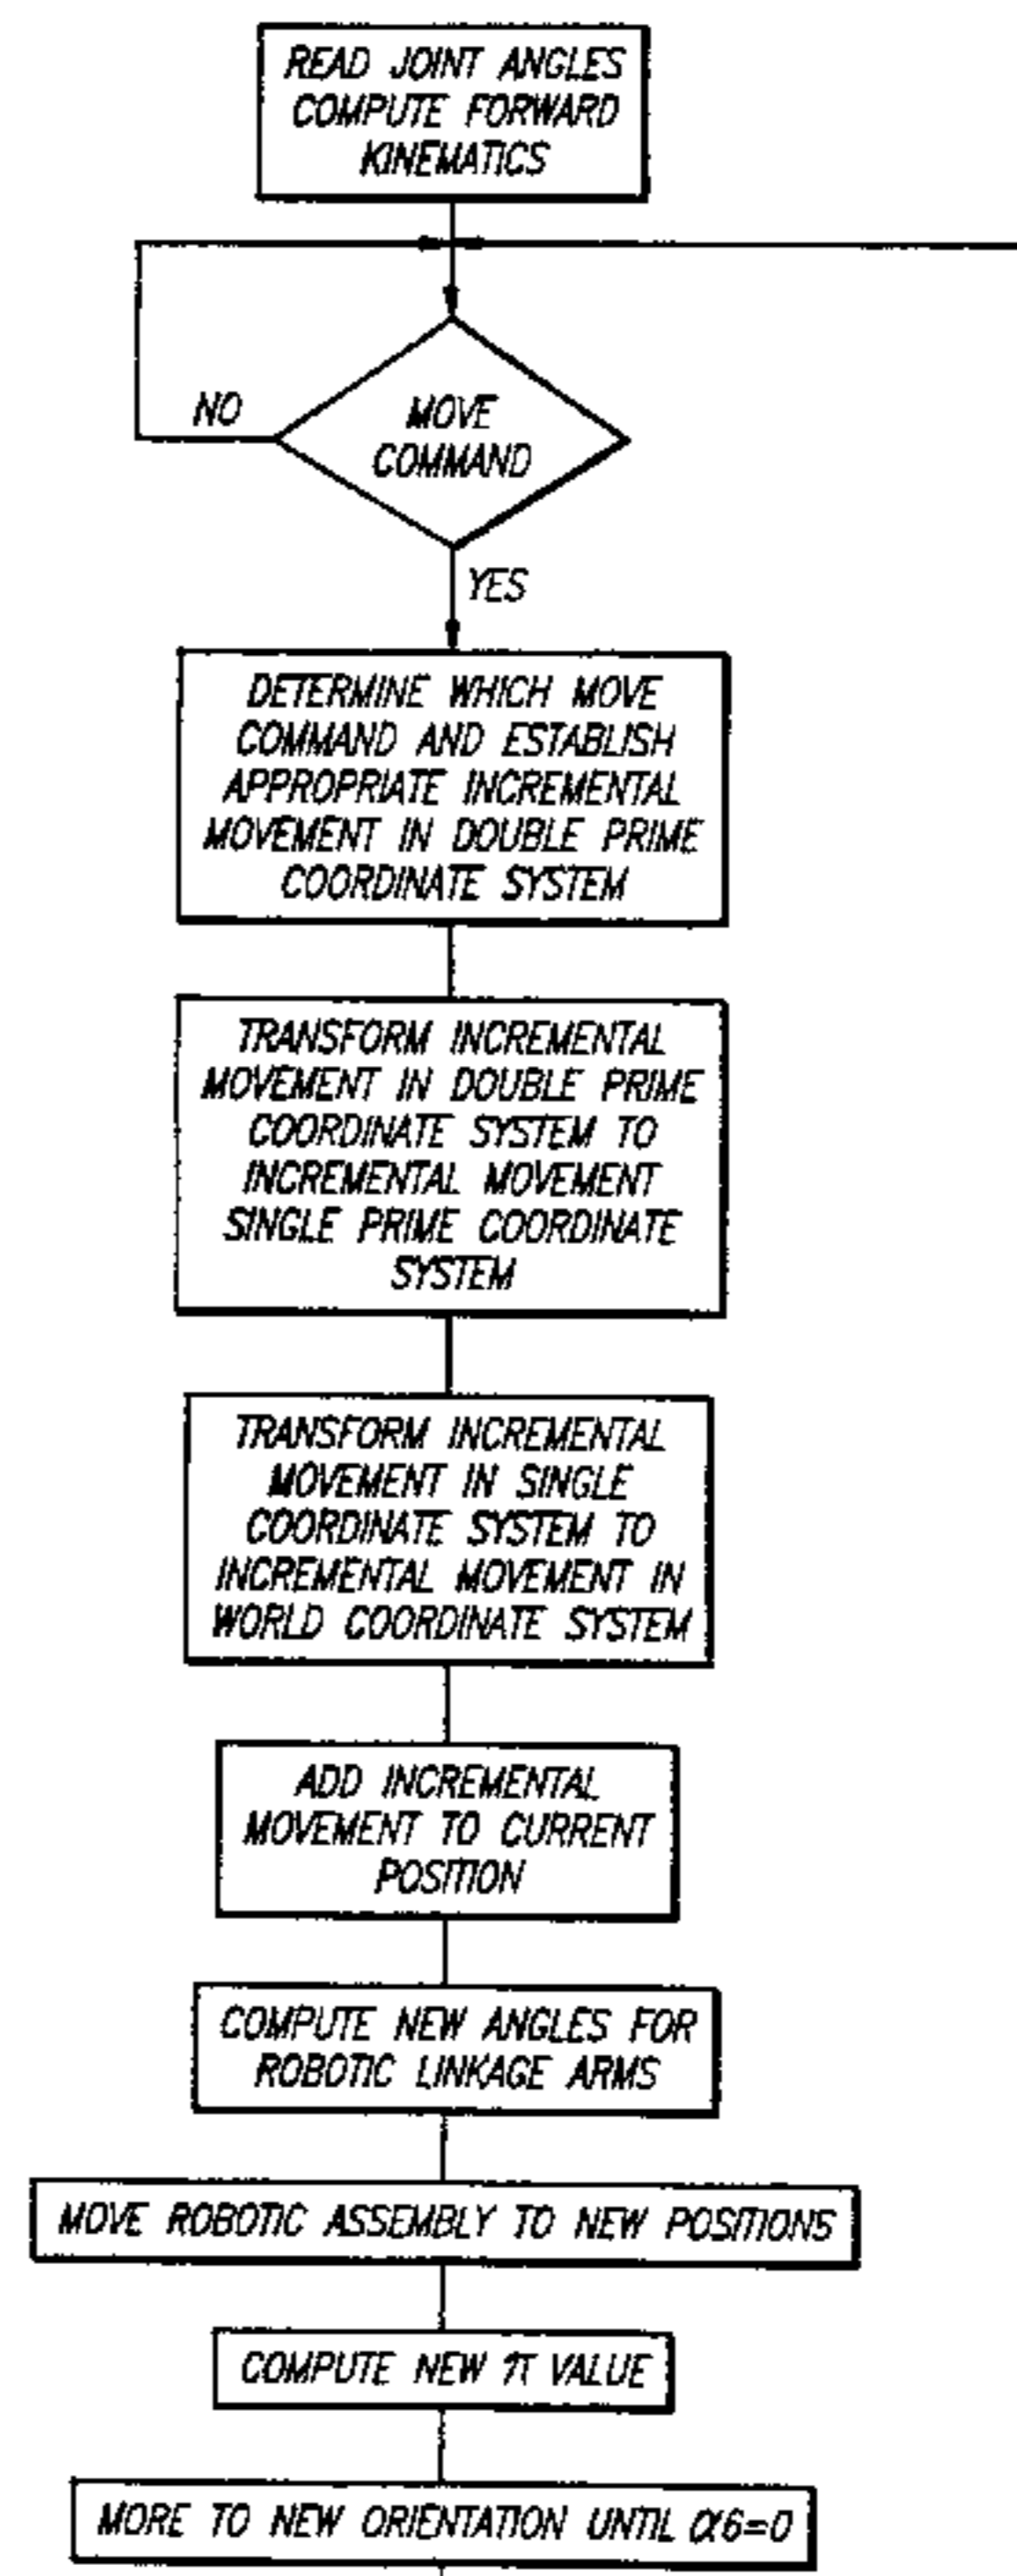 READ JOINT ANGLES
COMPUTE FORWARD
KINEMATICS
NO
MOVE
COMMAND
YES
DETERMINE WHICH MOVE
COMMAND AND ESTABLISH
APPROPRIATE INCREMENTAL
MOVEMENT IN DOUBLE PRIME
COORDINATE SYSTEM
TRANSFORM INCREMENTAL
MOVEMENT IN DOUBLE PRIME
COORDINATE SYSTEM TO
INCREMENTAL MOVEMENT
SINGLE PRIME COORDINATE
SYSTEM
TRANSFORM INCREMENTAL
MOVEMENT IN SINGLE
COORDINATE SYSTEM TO
INCREMENTAL MOVEMENT IN
WORLD COORDINATE SYSTEM
ADD INCREMENTAL
MOVEMENT TO CURRENT
POSITION
COMPUTE NEW ANGLES FOR
ROBOTIC LINKAGE ARMS
MOVE ROBOTIC ASSEMBLY TO NEW POSITIONS
COMPUTE NEW VALUE
MORE TO NEW ORIENTATION UNTIL α6=0